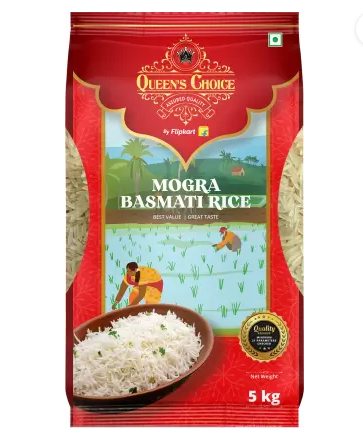 QUEEN'S CHOICE
ASSURED QUALITY
By Flipkart
MOGRA
BASMATI RICE
BEST VALUE | GREAT TASTE
Quality
Net Weight
5 kg